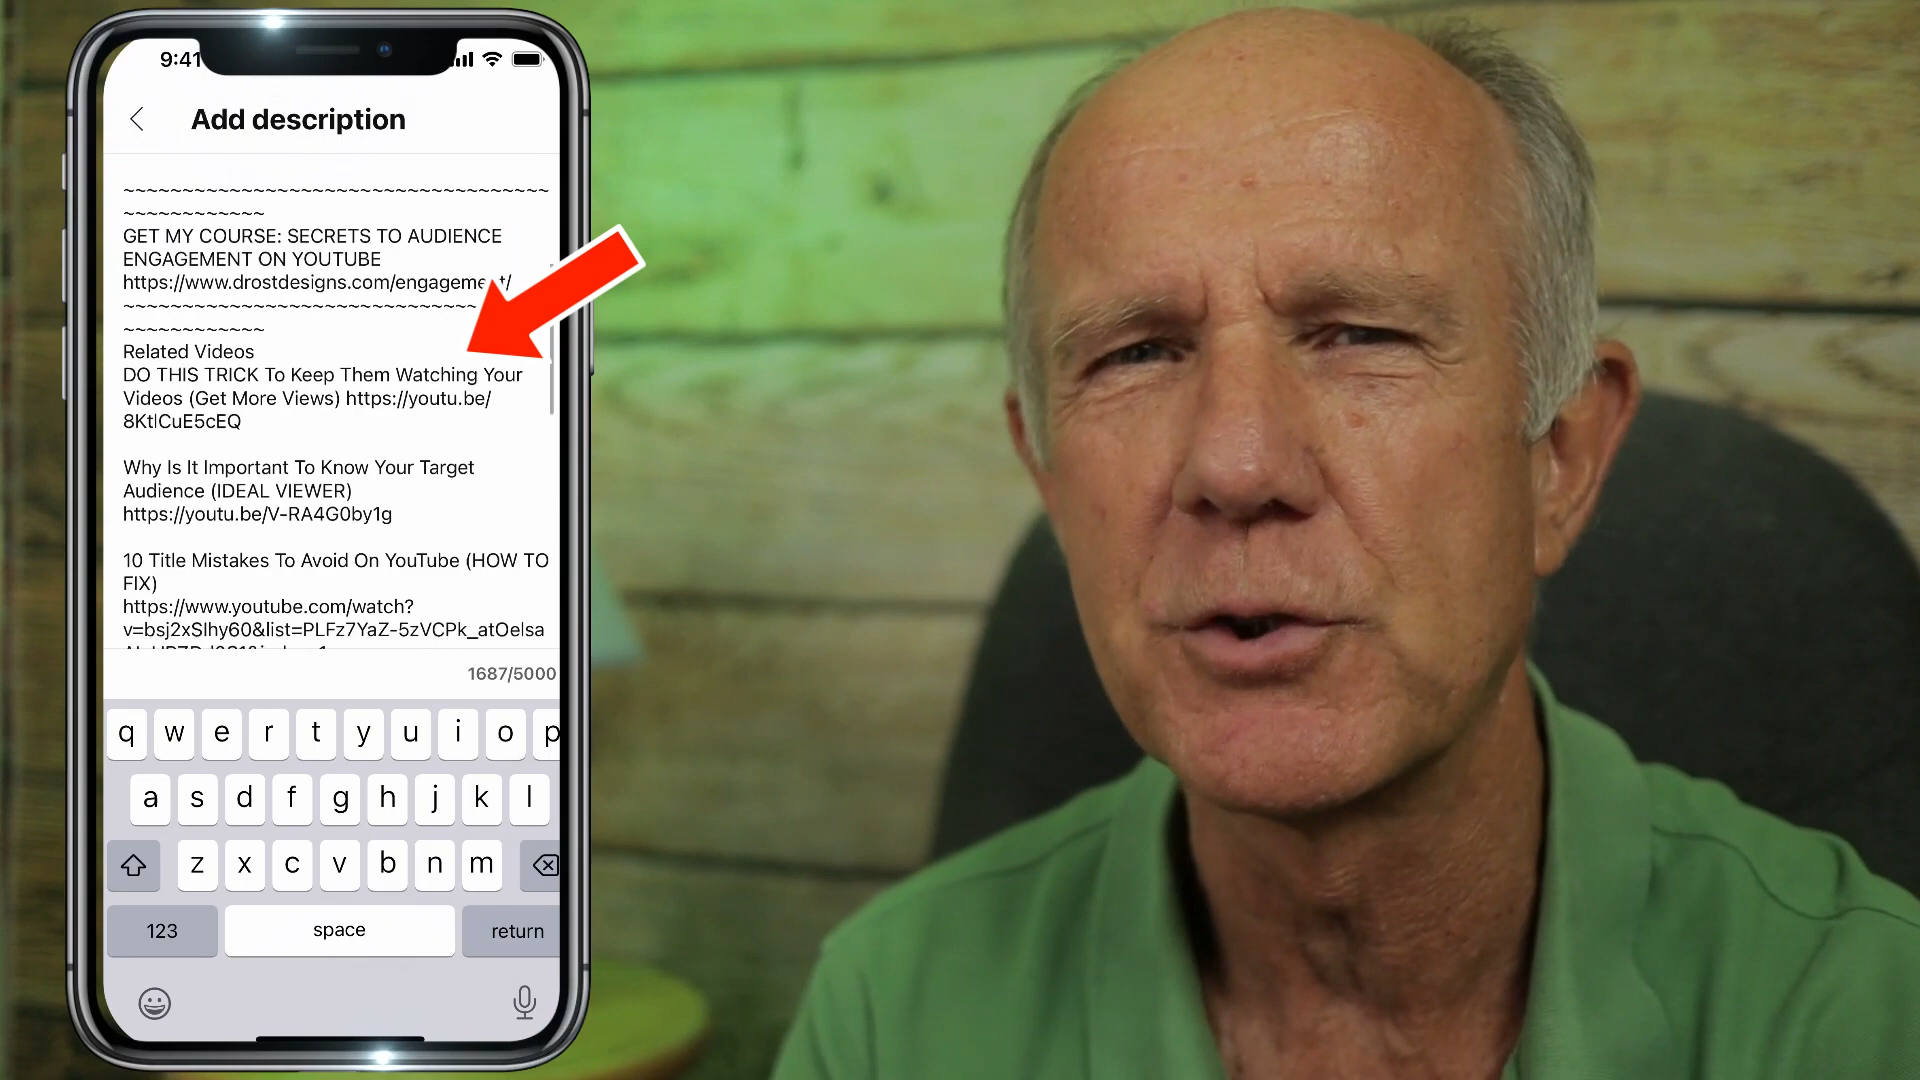 9:41
Add description
~~~~~~~~~~~~~~~~~~~~~~~~~~~~~~~~~~~~
~~~~~~~~~~~~
GET MY COURSE: SECRETS TO AUDIENCE
ENGAGEMENT ON YOUTUBE
https://www.drostdesigns.com/engagement/
~~~~~~~~~~~~~~~~~~~~~~~~~~~~~~
~~~~~~~~~~~~
Related Videos
DO THIS TRICK To Keep Them Watching Your
Videos (Get More Views) https://youtu.be/
8KtlCuE5cEQ
Why Is It Important To Know Your Target
Audience (IDEAL VIEWER)
https://youtu.be/V-RA4G0by1g
10 Title Mistakes To Avoid On YouTube (HOW TO
FIX)
https://www.youtube.com/watch?
v=bsj2xSIhy60&list=PLFz7YaZ-5zVCPk_atOelsa
1687/5000
q w e r t y u i o p
a s d f g h j k l
z x c v b n m
123 space return